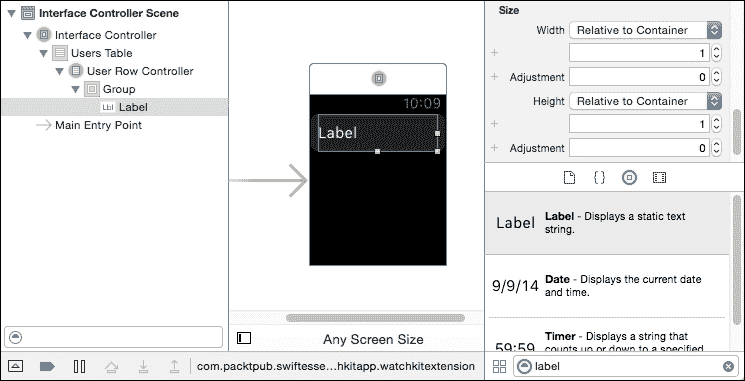 Interface Controller Scene
Interface Controller
Users Table
User Row Controller
Group
Lbl Label
Main Entry Point
10:09
Label
Any Screen Size
com.packtpub.swiftesse…hkitapp.watchkitextension
Size
Width Relative to Container
+ 1
+ Adjustment 0
Height Relative to Container
+ 1
+ Adjustment 0
{}
Label Label - Displays a static text
string.
9/9/14 Date - Displays the current date
and time.
59:59 Timer - Displays a string that
counts up or down to a specified
label